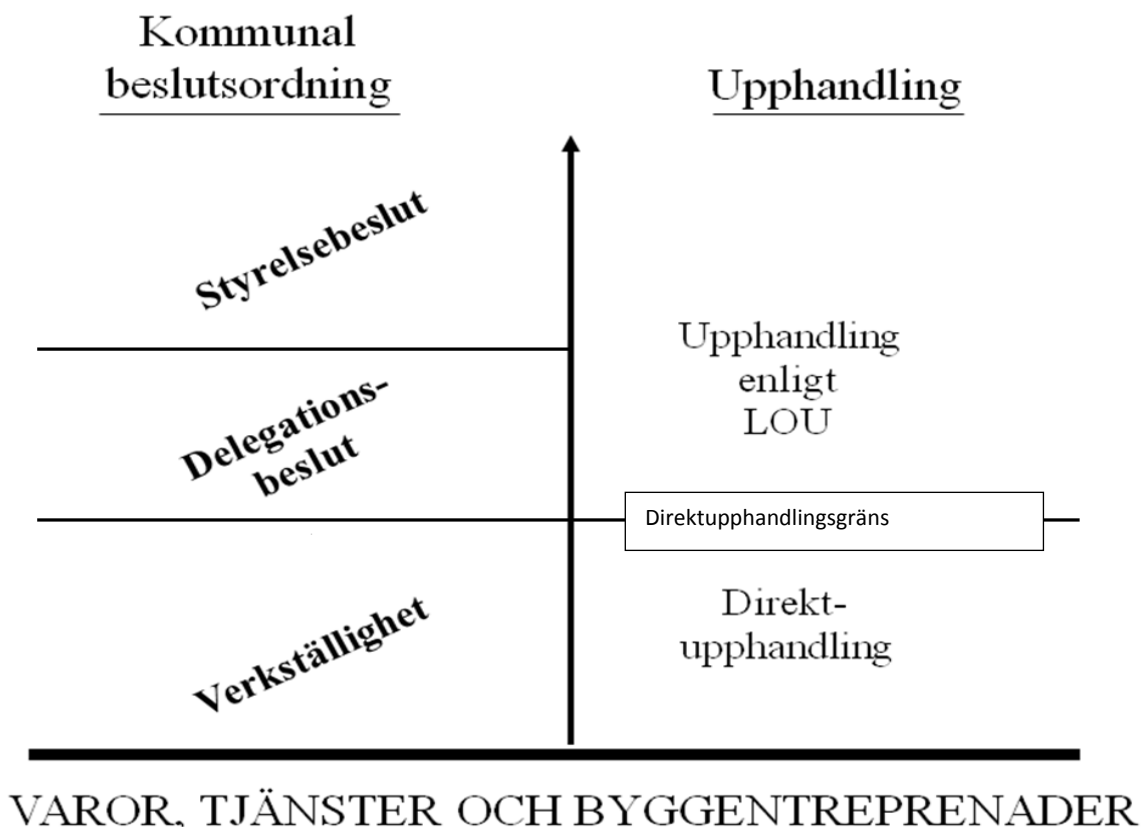 Kommunal
beslutsordning
Upphandling
Styrelsebeslut
Upphandling
enligt
LOU
Delegations-
beslut
Direktupphandlingsgräns
Verkställighet
Direkt-
upphandling
VAROR, TJÄNSTER OCH BYGGENTREPRENADER